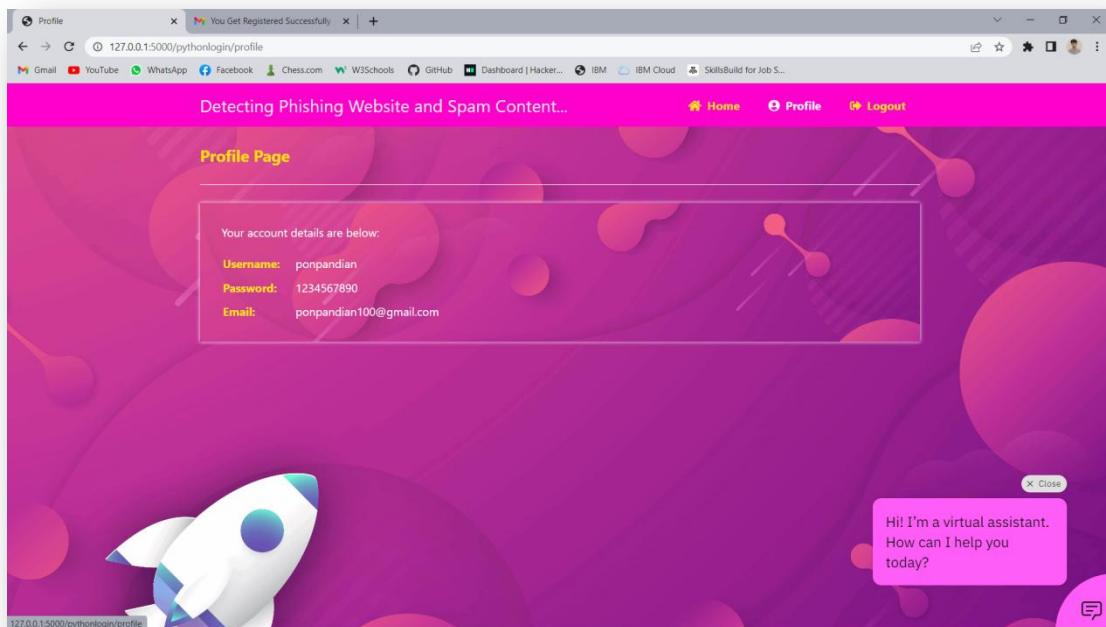 Profile
You Get Registered Successfully
127.0.0.1:5000/pythonlogin/profile
Gmail YouTube WhatsApp Facebook Chess.com W3Schools GitHub Dashboard | Hacker... IBM IBM Cloud SkillsBuild for Job S...
Detecting Phishing Website and Spam Content... Home Profile Logout
Profile Page
Your account details are below:
Username: ponpandian
Password: 1234567890
Email: ponpandian100@gmail.com
Close
Hi! I'm a virtual assistant.
How can I help you
today?
127.0.0.1:5000/pythonlogin/profile